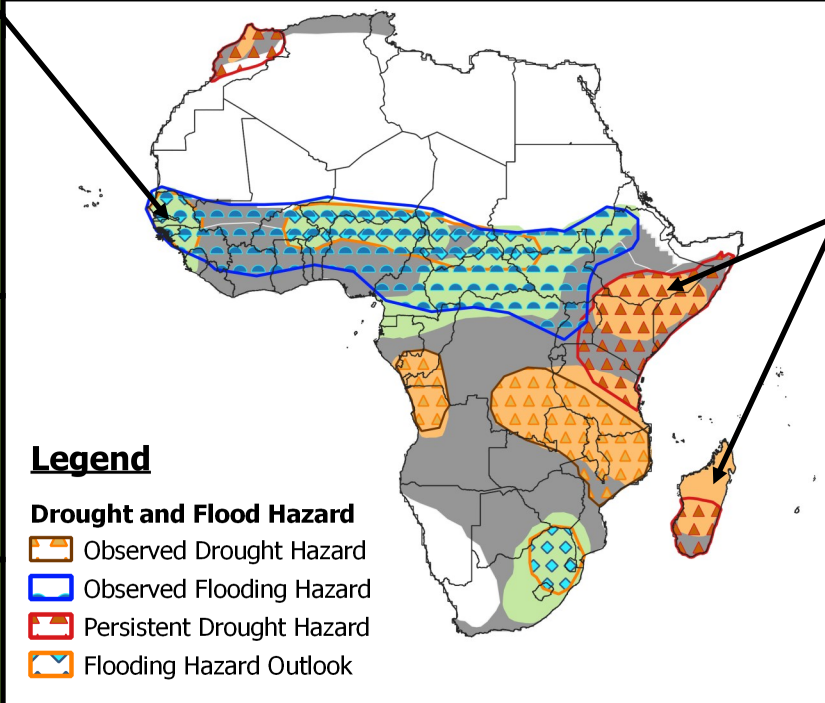 Legend
Drought and Flood Hazard
Observed Drought Hazard
Observed Flooding Hazard
Persistent Drought Hazard
Flooding Hazard Outlook